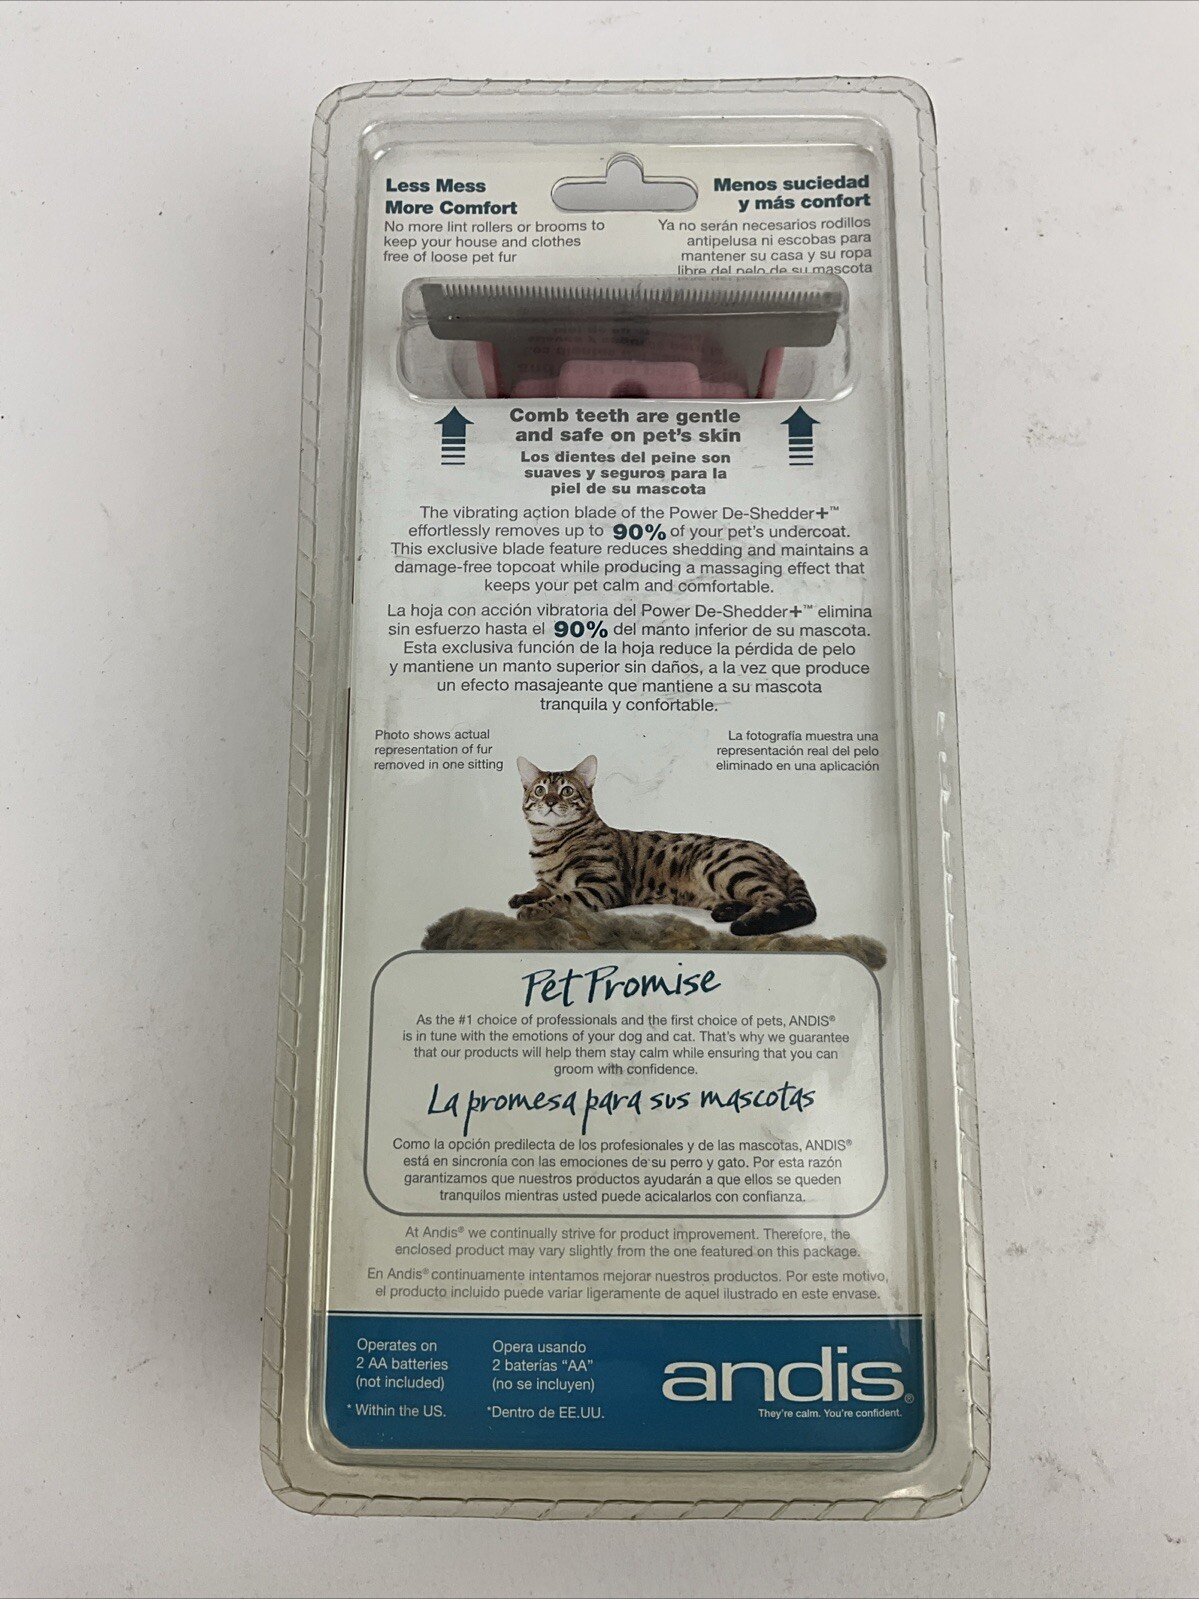 Less Mess
More Comfort
No more lint rollers or brooms to
keep your house and clothes
free of loose pet fur
Menos suciedad
y más confort
Ya no serán necesarios rodillos
antipelusa ni escobas para
mantener su casa y su ropa
libre del pelo de su mascota
Comb teeth are gentle
and safe on pet's skin
Los dientes del peine son
suaves y seguros para la
piel de su mascota
The vibrating action blade of the Power De-Shedder+™
effortlessly removes up to 90% of your pet's undercoat.
This exclusive blade feature reduces shedding and maintains a
damage-free topcoat while producing a massaging effect that
keeps your pet calm and comfortable.
La hoja con acción vibratoria del Power De-Shedder+™ elimina
sin esfuerzo hasta el 90% del manto inferior de su mascota.
Esta exclusiva función de la hoja reduce la pérdida de pelo
y mantiene un manto superior sin daños, a la vez que produce
un efecto masajeante que mantiene a su mascota
tranquila y confortable.
Photo shows actual
representation of fur
removed in one sitting
La fotografía muestra una
representación real del pelo
eliminado en una aplicación
Pet Promise
As the #1 choice of professionals and the first choice of pets, ANDIS®
is in tune with the emotions of your dog and cat. That's why we guarantee
that our products will help them stay calm while ensuring that you can
groom with confidence.
La promesa para sus mascotas
Como la opción predilecta de los profesionales y de las mascotas, ANDIS®
está en sincronía con las emociones de su perro y gato. Por esta razón
garantizamos que nuestros productos ayudarán a que ellos se queden
tranquilos mientras usted puede acicalarlos con confianza.
At Andis® we continually strive for product improvement. Therefore, the
enclosed product may vary slightly from the one featured on this package.
En Andis® continuamente intentamos mejorar nuestros productos. Por este motivo,
el producto incluido puede variar ligeramente de aquel ilustrado en este envase.
Operates on
2 AA batteries
(not included)
* Within the US.
Opera usando
2 baterías “AA”
(no se incluyen)
*Dentro de EE.UU.
andis®
They're calm. You're confident.